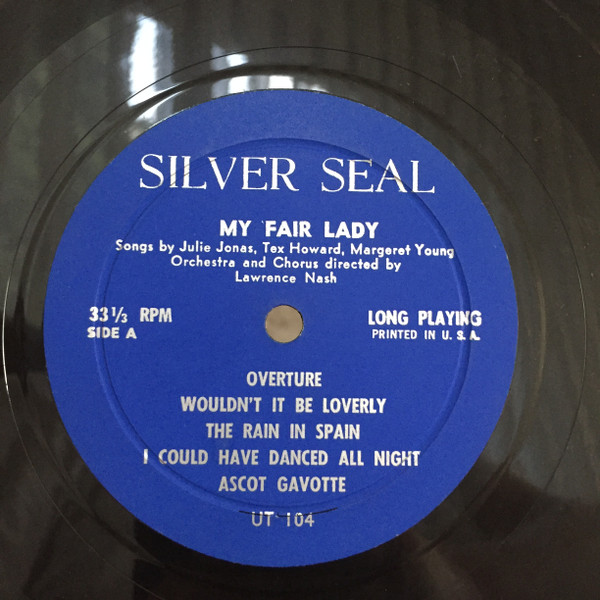 SILVER SEAL
MY FAIR LADY
Songs by Julie Jonas, Tex Howard, Margeret Young
Orchestra and Chorus directed by
Lawrence Nash
33 1/3 RPM
SIDE A
LONG PLAYING
PRINTED IN U. S. A.
OVERTURE
WOULDN'T IT BE LOVERLY
THE RAIN IN SPAIN
I COULD HAVE DANCED ALL NIGHT
ASCOT GAVOTTE
UT 104